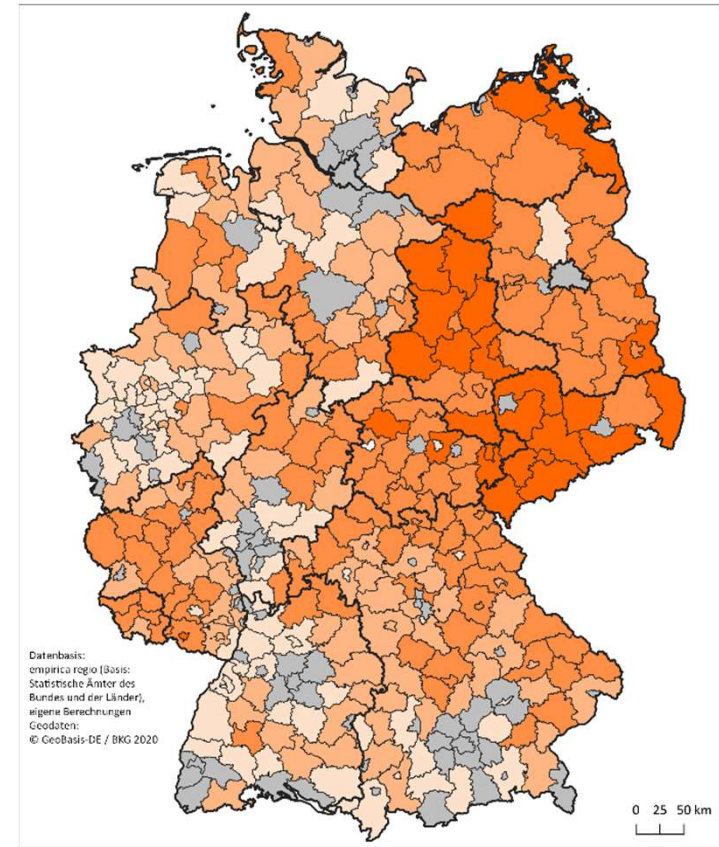 Datenbasis:
empirica regio (Basis:
Statistische Ämter des
Bundes und der Länder),
eigene Berechnungen
Geodaten:
© GeoBasis-DE / BKG 2020
0 25 50 km